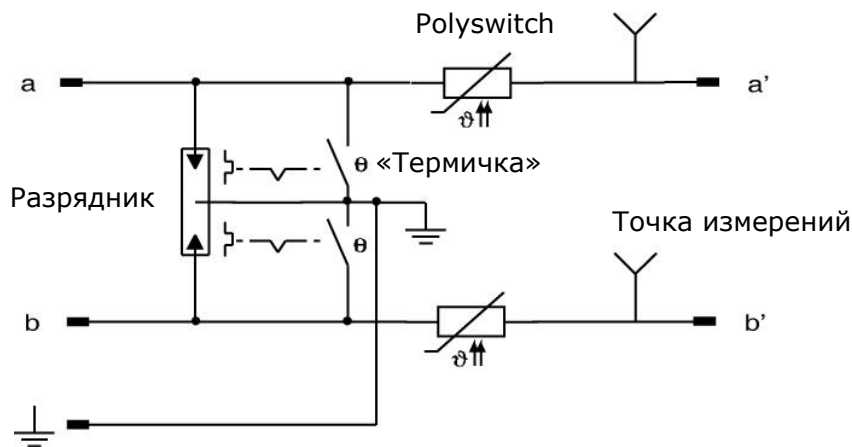 Polyswitch
a
a’
ϑ
θ «Термичка»
Разрядник
Точка измерений
θ
b
b’
ϑ